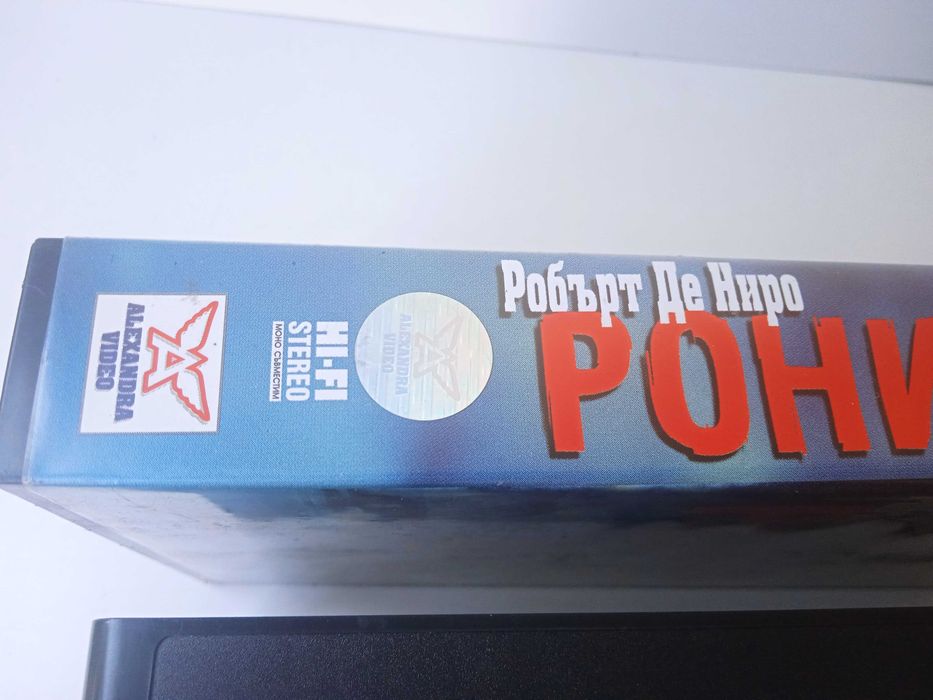 ALEXANDRA
VIDEO
HI-FI
STEREO
МОНО СЪВМЕСТИМ
ALEXANDRA
VIDEO
Робърт Де Ниро
РОНИ